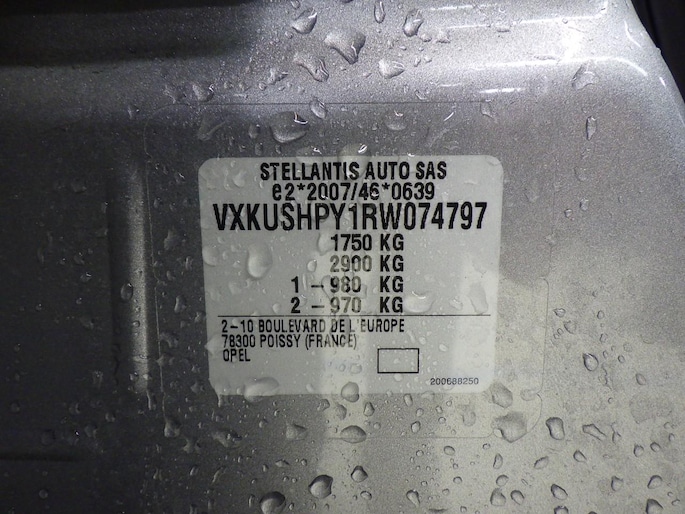 STELLANTIS AUTO SAS
e2*2007/46*0639
VXKUSHPY1RW074797
1750 KG
2900 KG
1 - 980 KG
2 - 970 KG
2-10 BOULEVARD DE L'EUROPE
78300 POISSY (FRANCE)
OPEL
200688250